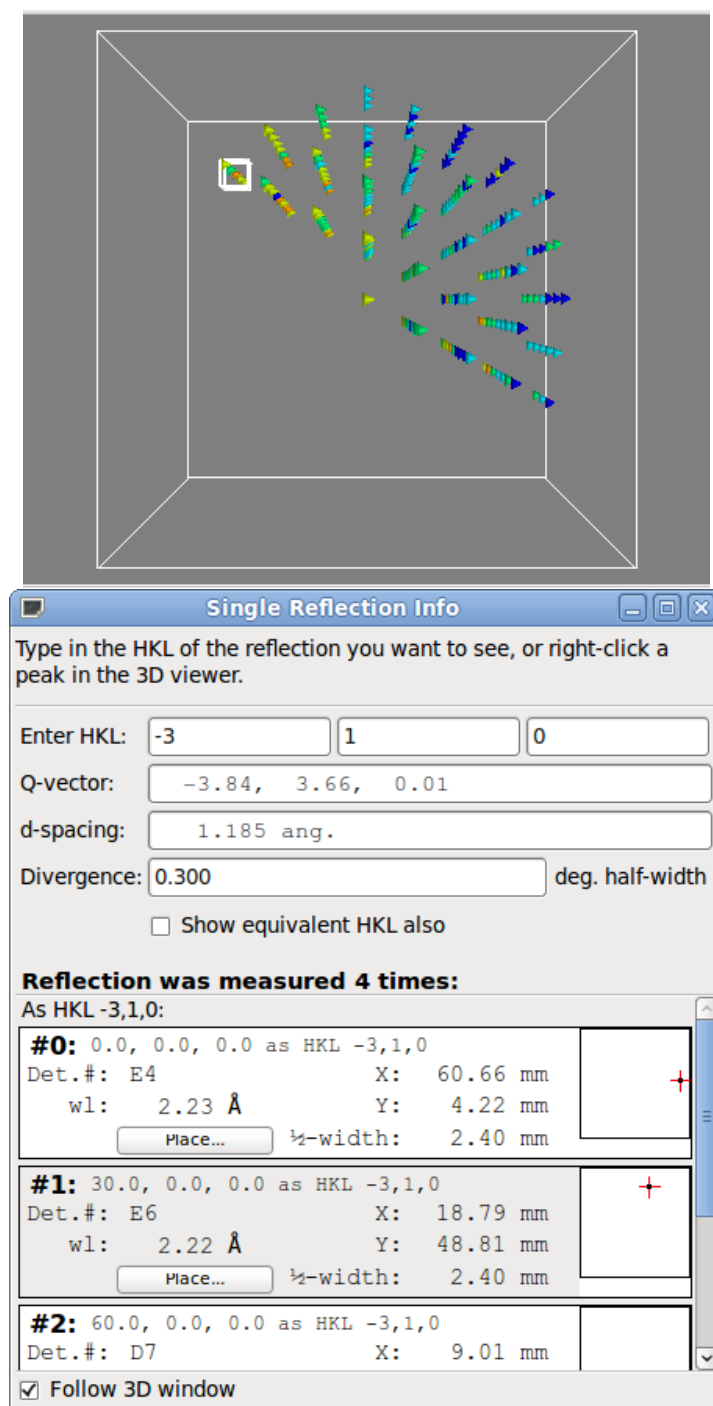 Single Reflection Info
Type in the HKL of the reflection you want to see, or right-click a
peak in the 3D viewer.
Enter HKL: -3 1 0
Q-vector: -3.84, 3.66, 0.01
d-spacing: 1.185 ang.
Divergence: 0.300 deg. half-width
Show equivalent HKL also
Reflection was measured 4 times:
As HKL -3,1,0:
#0: 0.0, 0.0, 0.0 as HKL -3,1,0
Det.#: E4 X: 60.66 mm
wl: 2.23 Å Y: 4.22 mm
Place... ½-width: 2.40 mm
#1: 30.0, 0.0, 0.0 as HKL -3,1,0
Det.#: E6 X: 18.79 mm
wl: 2.22 Å Y: 48.81 mm
Place... ½-width: 2.40 mm
#2: 60.0, 0.0, 0.0 as HKL -3,1,0
Det.#: D7 X: 9.01 mm
Follow 3D window